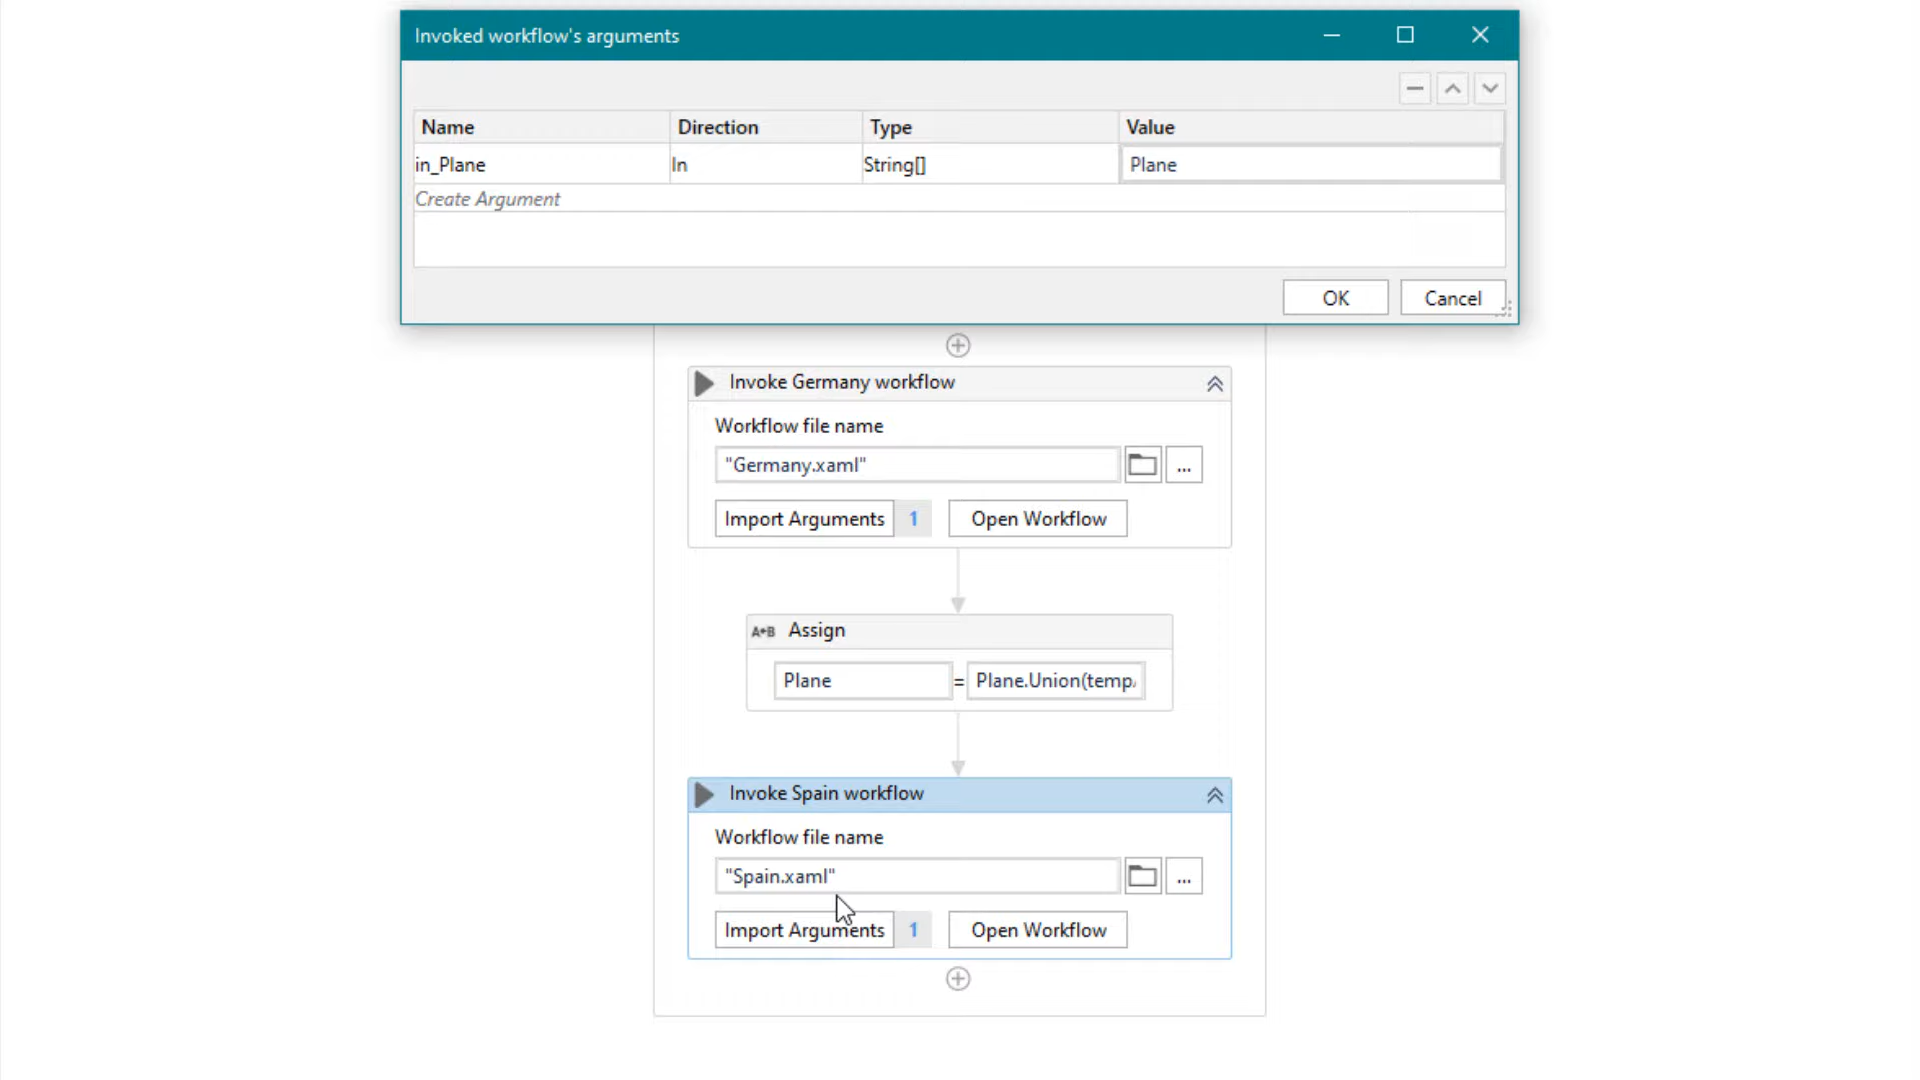 Invoked workflow's arguments
Name Direction Type Value
in_Plane In String[] Plane
Create Argument
OK Cancel
Invoke Germany workflow
Workflow file name
"Germany.xaml" ...
Import Arguments 1 Open Workflow
A+B Assign
Plane = Plane.Union(temp
Invoke Spain workflow
Workflow file name
"Spain.xaml" ...
Import Arguments 1 Open Workflow